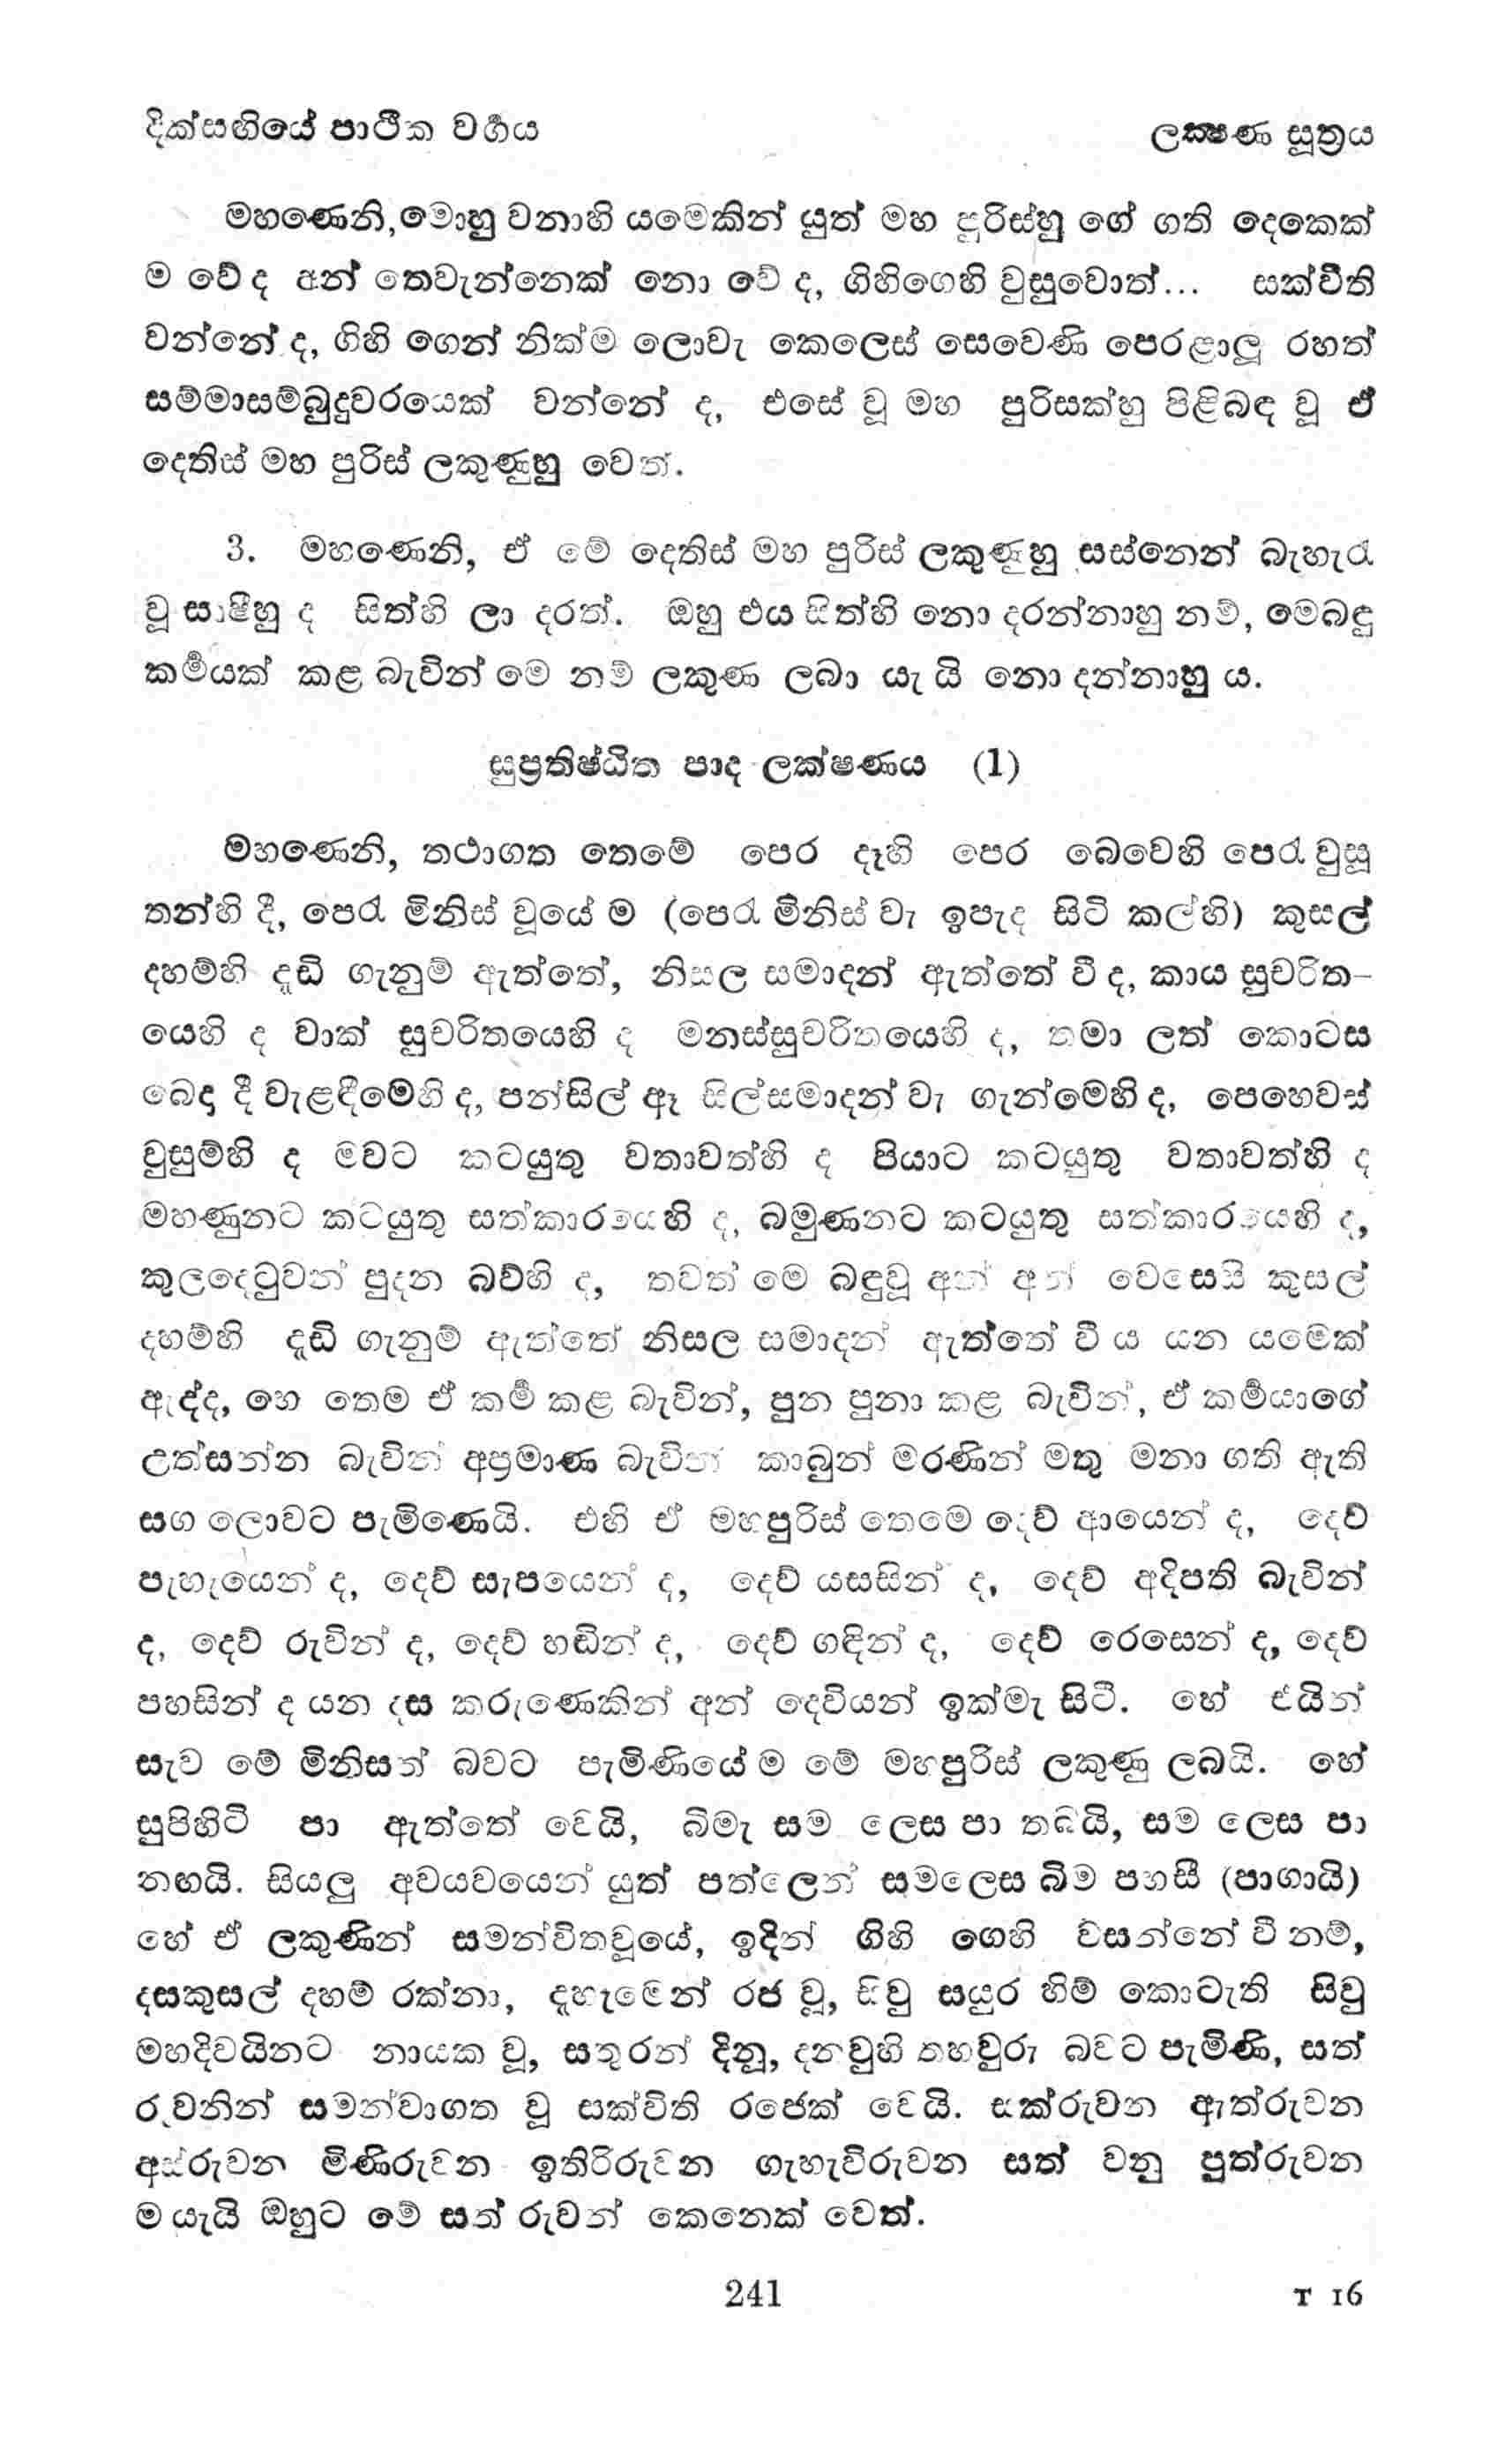 දික්සඟියේ පාථික වර්‍ගය
ලක්‍ෂණ සූත්‍රය
මහණෙනි, මොහු වනාහි යමෙකින් යුත් මහ පුරිස්හු ගේ ගති දෙකෙක්
ම වේ ද අන් තෙවැන්නෙක් නො වේ ද, ගිහිගෙහි වුසුවොත්... සක්විති
වන්නේ ද, ගිහි ගෙන් නික්ම ලොවැ කෙලෙස් සෙවෙණි පෙරළාලූ රහත්
සම්මාසම්බුදුවරයෙක් වන්නේ ද, එසේ වූ මහ පුරිසක්හු පිළිබඳ වූ ඒ
දෙතිස් මහ පුරිස් ලකුණුහු වෙත්.
3. මහණෙනි, ඒ මේ දෙතිස් මහ පුරිස් ලකුණුහු සස්නෙන් බැහැරැ
වූ සෘෂීහු ද සිත්හි ලා දරත්. ඔහු එය සිත්හි නො දරන්නාහු නම්, මෙබඳු
කර්‍මයක් කළ බැවින් මෙ නම් ලකුණ ලබා යැ යි නො දන්නාහු ය.
සුප්‍රතිෂ්ඨිත පාද ලක්ෂණය (1)
මහණෙනි, තථාගත තෙමේ පෙර දෑහි පෙර බෙවෙහි පෙරැ වුසූ
තන්හි දී, පෙරැ මිනිස් වූයේ ම (පෙරැ මිනිස් වැ ඉපැද සිටි කල්හි) කුසල්
දහම්හි දැඩි ගැනුම් ඇත්තේ, නිසල සමාදන් ඇත්තේ වී ද, කාය සුචරිත-
යෙහි ද වාක් සුචරිතයෙහි ද මනස්සුචරිතයෙහි ද, තමා ලත් කොටස
බෙදා දී වැළඳීමෙහි ද, පන්සිල් ඈ සිල්සමාදන් වැ ගැන්මෙහි ද, පෙහෙවස්
වුසුම්හි ද මවට කටයුතු වතාවත්හි ද පියාට කටයුතු වතාවත්හි ද
මහණුනට කටයුතු සත්කාරයෙහි ද, බමුණනට කටයුතු සත්කාරයෙහි ද,
කුලදෙටුවන් පුදන බව්හි ද, තවත් මෙ බඳුවූ අන් අන් වෙසෙයි කුසල්
දහම්හි දැඩි ගැනුම් ඇත්තේ නිසල සමාදන් ඇත්තේ වී ය යන යමෙක්
ඇද්ද, හෙ තෙම ඒ කර්‍ම කළ බැවින්, පුන පුනා කළ බැවින්, ඒ කර්‍මයාගේ
උත්සන්න බැවින් අප්‍රමාණ බැවින් කාබුන් මරණින් මතු මනා ගති ඇති
සග ලොවට පැමිණෙයි. එහි ඒ මහපුරිස් තෙමෙ දෙව් ආයෙන් ද, දෙව්
පැහැයෙන් ද, දෙව් සැපයෙන් ද, දෙව් යසසින් ද, දෙව් අදිපති බැවින්
ද, දෙව් රුවින් ද, දෙව් හඬින් ද, දෙව් ගඳින් ද, දෙව් රෙසෙන් ද, දෙව්
පහසින් ද යන දස කරුණෙකින් අන් දෙවියන් ඉක්මැ සිටී. හේ එයින්
සැව මේ මිනිසත් බවට පැමිණියේ ම මේ මහපුරිස් ලකුණු ලබයි. හේ
සුපිහිටි පා ඇත්තේ වෙයි, බිමැ සම ලෙස පා තබයි, සම ලෙස පා
නඟයි. සියලු අවයවයෙන් යුත් පත්ලෙන් සමලෙස බිම පහසී (පාගායි)
හේ ඒ ලකුණින් සමන්විතවූයේ, ඉදින් ගිහි ගෙහි වසන්නේ වී නම්,
දසකුසල් දහම් රක්නා, දැහැමෙන් රජ වූ, සිවු සයුර හිම් කොටැති සිවු
මහදිවයිනට නායක වූ, සතුරන් දිනූ, දනවුහි තහවුරු බවට පැමිණි, සත්
රුවනින් සමන්වාගත වූ සක්විති රජෙක් වෙයි. සක්රුවන ඇත්රුවන
අස්රුවන මිණිරුවන ඉතිරිරුවන ගැහැවිරුවන සත් වනු පුත්රුවන
ම යැයි ඔහුට මේ සත් රුවන් කෙනෙක් වෙත්.
241
T 16